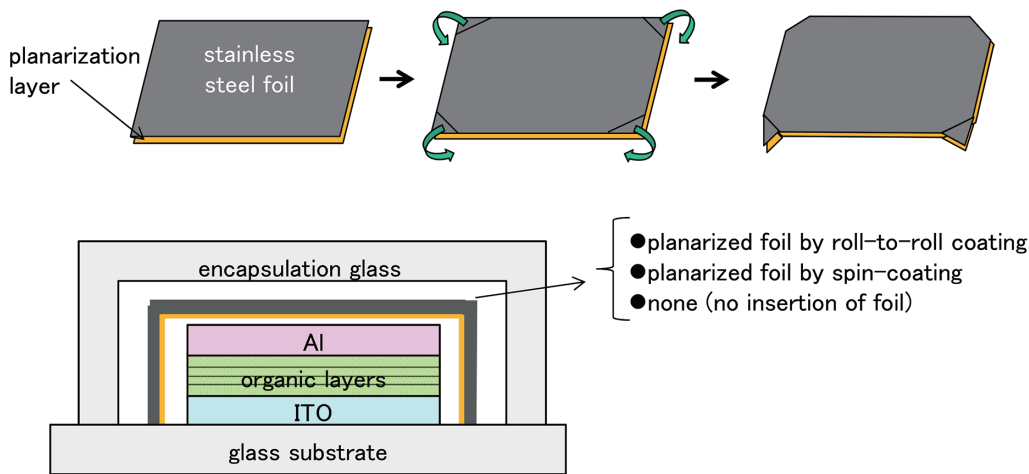 planarization
layer
stainless
steel foil
●planarized foil by roll-to-roll coating
●planarized foil by spin-coating
●none (no insertion of foil)
encapsulation glass
Al
organic layers
ITO
glass substrate